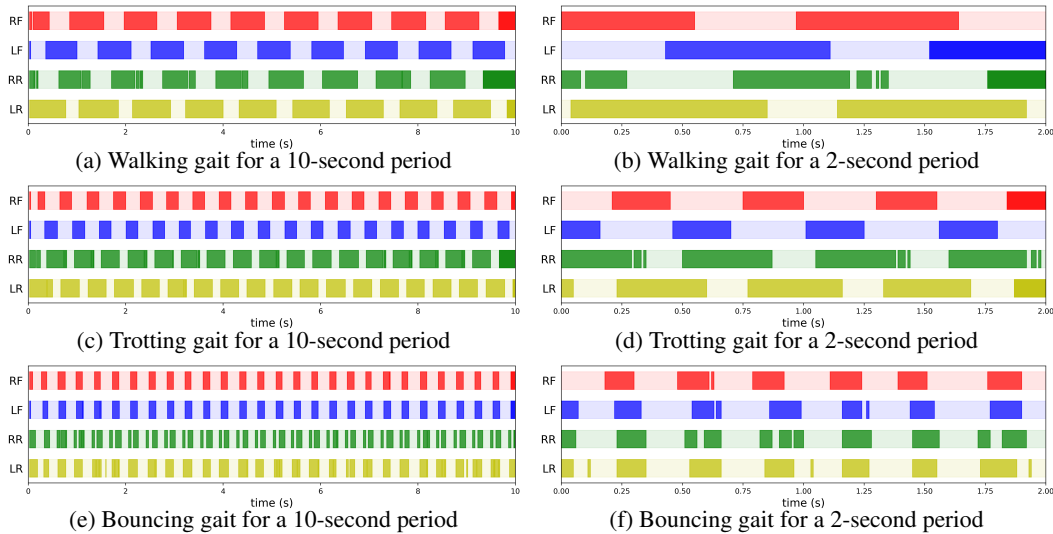 RF
LF
RR
LR
0 2 4 6 8 10
time (s)
(a) Walking gait for a 10-second period
RF
LF
RR
LR
0.00 0.25 0.50 0.75 1.00 1.25 1.50 1.75 2.00
time (s)
(b) Walking gait for a 2-second period
RF
LF
RR
LR
0 2 4 6 8 10
time (s)
(c) Trotting gait for a 10-second period
RF
LF
RR
LR
0.00 0.25 0.50 0.75 1.00 1.25 1.50 1.75 2.00
time (s)
(d) Trotting gait for a 2-second period
RF
LF
RR
LR
0 2 4 6 8 10
time (s)
(e) Bouncing gait for a 10-second period
RF
LF
RR
LR
0.00 0.25 0.50 0.75 1.00 1.25 1.50 1.75 2.00
time (s)
(f) Bouncing gait for a 2-second period